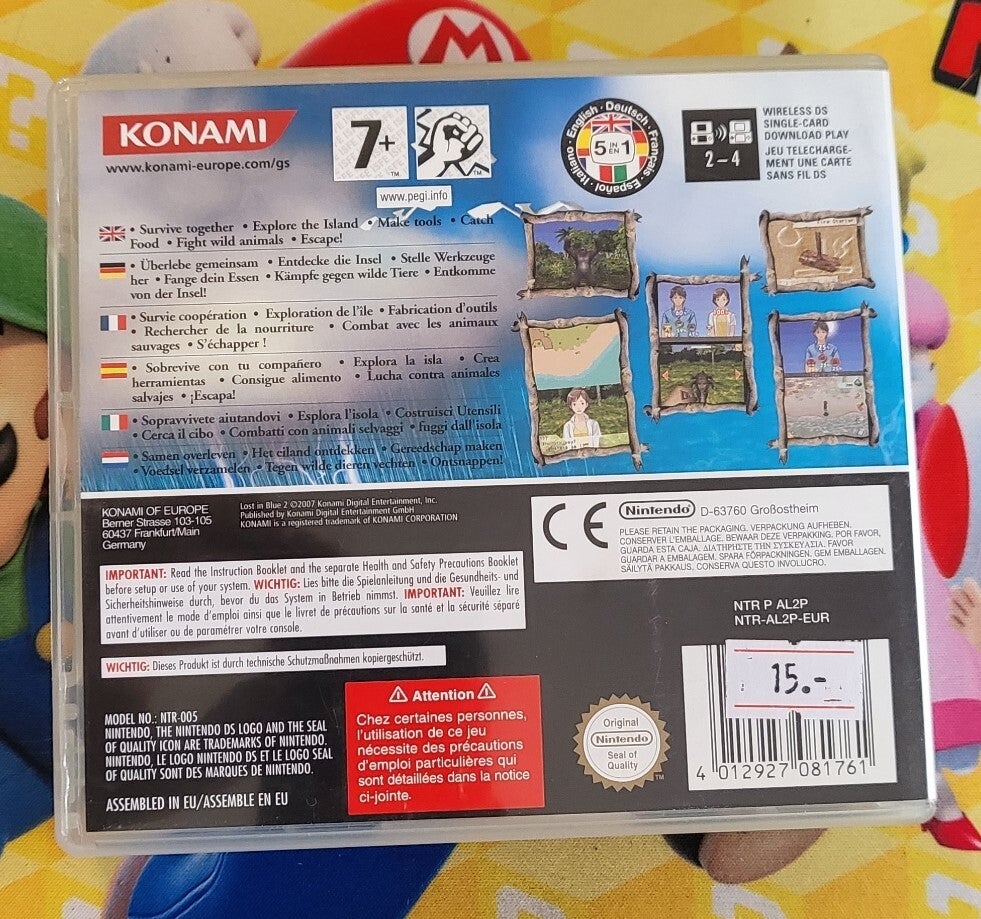 M
KONAMI
www.konami-europe.com/gs
7+
TM
TM
www.pegi.info
English · Deutsch · Français · Español · Italiano
5 IN/EN 1
2-4
WIRELESS DS
SINGLE-CARD
DOWNLOAD PLAY
JEU TELECHARGE-
MENT UNE CARTE
SANS FIL DS
• Survive together • Explore the Island • Make tools • Catch
Food • Fight wild animals • Escape!
• Überlebe gemeinsam • Entdecke die Insel • Stelle Werkzeuge
her • Fange dein Essen • Kämpfe gegen wilde Tiere • Entkomme
von der Insel!
• Survie coopération • Exploration de l'île • Fabrication d'outils
• Rechercher de la nourriture • Combat avec les animaux
sauvages • S'échapper !
• Sobrevive con tu compañero • Explora la isla • Crea
herramientas • Consigue alimento • Lucha contra animales
salvajes • ¡Escapa!
• Sopravvivete aiutandovi • Esplora l'isola • Costruisci Utensili
• Cerca il cibo • Combatti con animali selvaggi • fuggi dall'isola
• Samen overleven • Het eiland ontdekken • Gereedschap maken
• Voedsel verzamelen • Tegen wilde dieren vechten • Ontsnappen!
Fire Starter
KONAMI OF EUROPE
Berner Strasse 103-105
60437 Frankfurt/Main
Germany
Lost in Blue 2 ©2007 Konami Digital Entertainment, Inc.
Published by Konami Digital Entertainment GmbH
KONAMI is a registered trademark of KONAMI CORPORATION
CE
Nintendo D-63760 Großostheim
PLEASE RETAIN THE PACKAGING. VERPACKUNG AUFHEBEN.
CONSERVER L'EMBALLAGE. BEWAAR DEZE VERPAKKING. POR FAVOR,
GUARDA ESTA CAJA. ΔΙΑΤΗΡΗΣΤΕ ΤΗΝ ΣΥΣΚΕΥΑΣΙΑ. FAVOR
GUARDAR A EMBALAGEM. SPARA FÖRPACKNINGEN. GEM EMBALLAGEN.
SÄILYTÄ PAKKAUS. CONSERVA QUESTO INVOLUCRO.
IMPORTANT: Read the Instruction Booklet and the separate Health and Safety Precautions Booklet
before setup or use of your system. WICHTIG: Lies bitte die Spielanleitung und die Gesundheits- und
Sicherheitshinweise durch, bevor du das System in Betrieb nimmst. IMPORTANT: Veuillez lire
attentivement le mode d'emploi ainsi que le livret de précautions sur la santé et la sécurité séparé
avant d'utiliser ou de paramétrer votre console.
WICHTIG: Dieses Produkt ist durch technische Schutzmaßnahmen kopiergeschützt.
NTR P AL2P
NTR-AL2P-EUR
15.-
MODEL NO.: NTR-005
NINTENDO, THE NINTENDO DS LOGO AND THE SEAL
OF QUALITY ICON ARE TRADEMARKS OF NINTENDO.
NINTENDO, LE LOGO NINTENDO DS ET LE LOGO SEAL
OF QUALITY SONT DES MARQUES DE NINTENDO.
ASSEMBLED IN EU/ASSEMBLE EN EU
Attention
Chez certaines personnes,
l'utilisation de ce jeu
nécessite des précautions
d'emploi particulières qui
sont détaillées dans la notice
ci-jointe.
Original
Nintendo
Seal of
Quality
TM
4 012927 081761